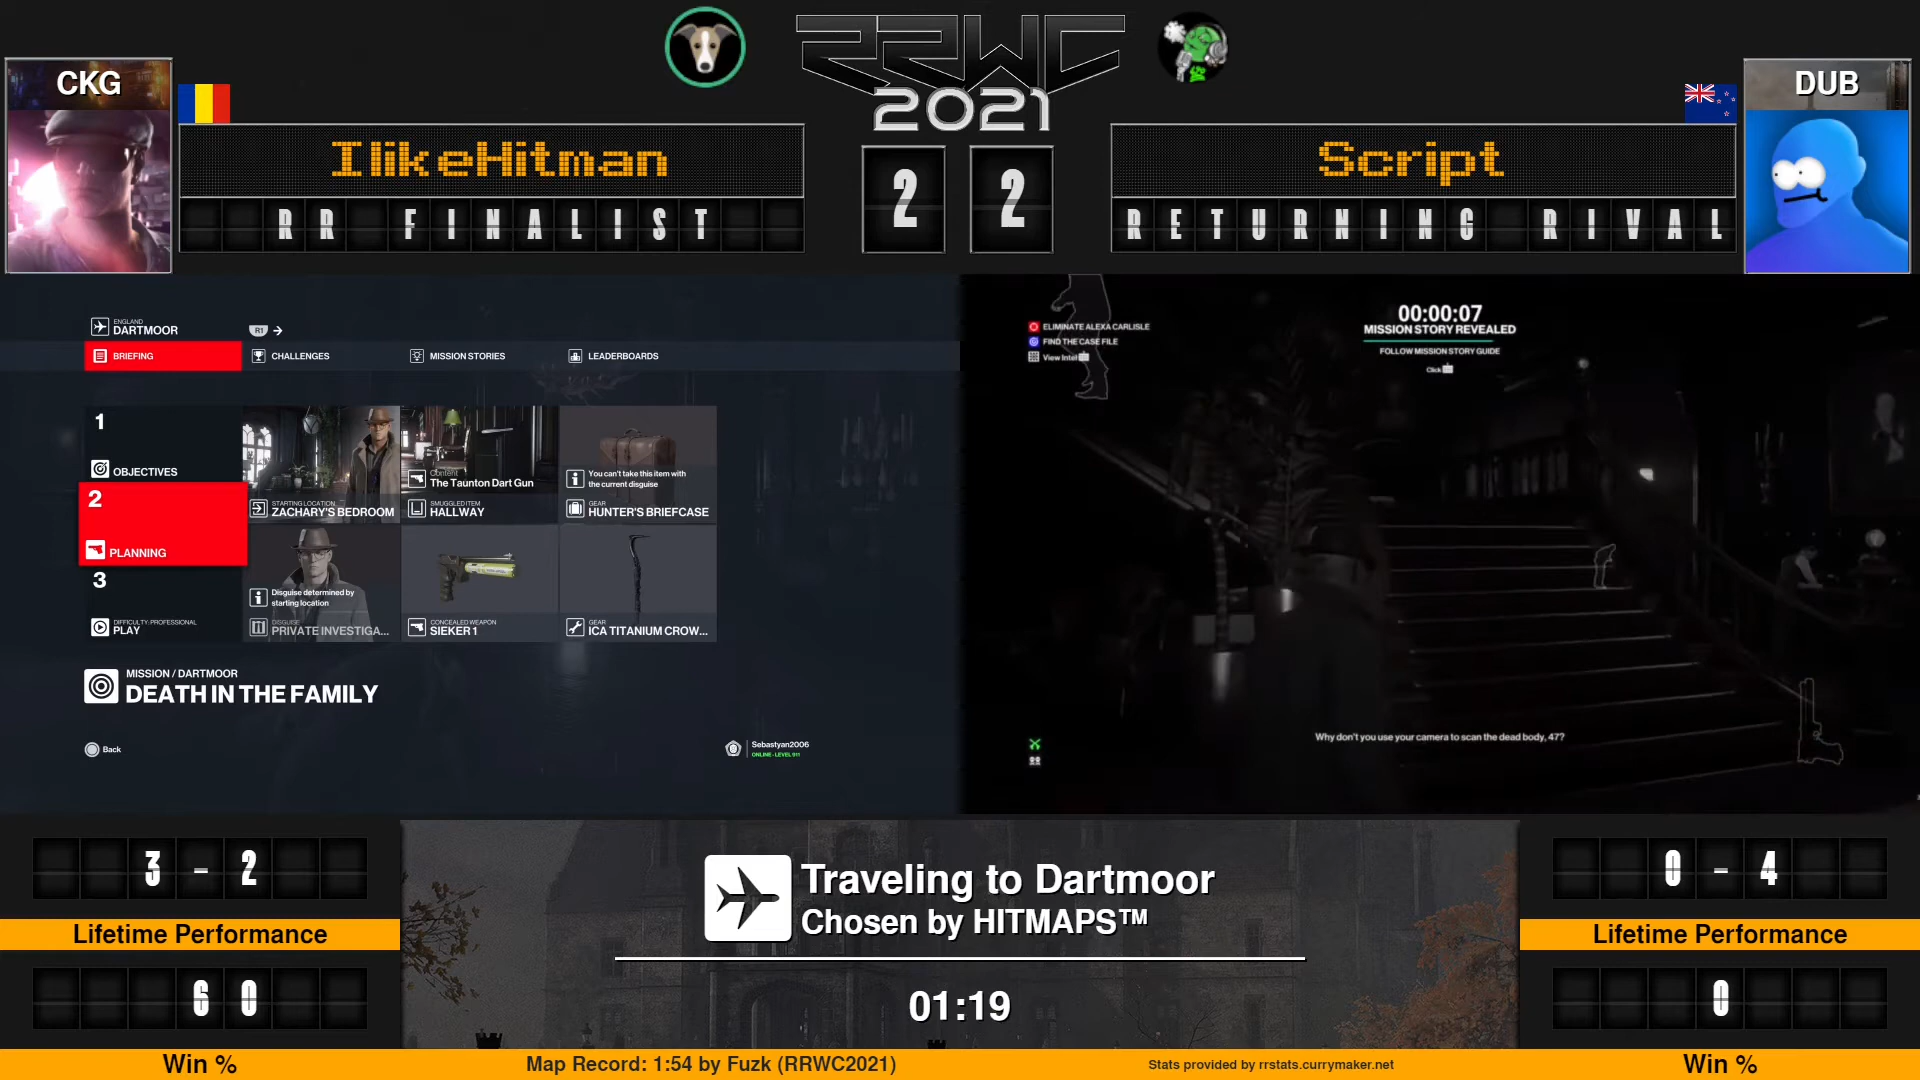 CKG
RRWC
2021
DUB
IlikeHitman
2
2
Script
RR FINALIST
RETURNING RIVAL
ENGLAND
DARTMOOR
R1
BRIEFING
CHALLENGES
MISSION STORIES
LEADERBOARDS
1
OBJECTIVES
2
PLANNING
3
DIFFICULTY: PROFESSIONAL
PLAY
STARTING LOCATION
ZACHARY'S BEDROOM
Content
The Taunton Dart Gun
SMUGGLED ITEM
HALLWAY
You can't take this item with
the current disguise
GEAR
HUNTER'S BRIEFCASE
Disguise determined by
starting location
DISGUISE
PRIVATE INVESTIGA...
CONCEALED WEAPON
SIEKER 1
GEAR
ICA TITANIUM CROW...
MISSION / DARTMOOR
DEATH IN THE FAMILY
Back
Sebastyan2006
ONLINE - LEVEL 911
ELIMINATE ALEXA CARLISLE
FIND THE CASE FILE
View Intel
00:00:07
MISSION STORY REVEALED
FOLLOW MISSION STORY GUIDE
Click
Why don't you use your camera to scan the dead body, 47?
3 - 2
Lifetime Performance
60
Win %
Traveling to Dartmoor
Chosen by HITMAPS™
01:19
Map Record: 1:54 by Fuzk (RRWC2021)
Stats provided by rrstats.currymaker.net
0 - 4
Lifetime Performance
0
Win %